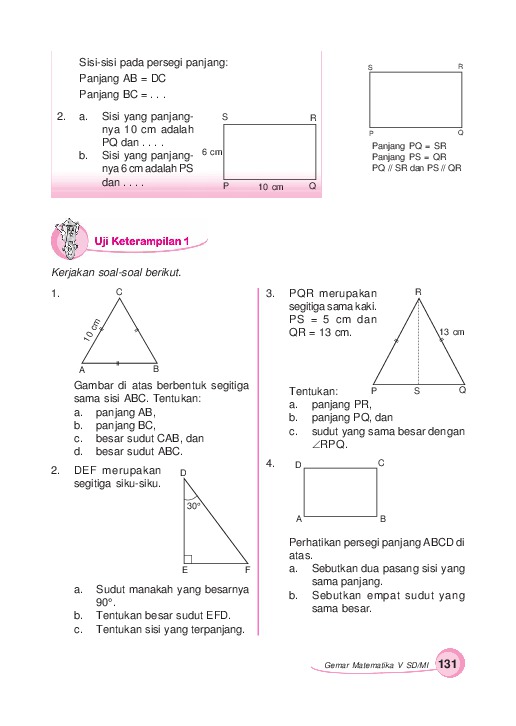 Sisi-sisi pada persegi panjang:
Panjang AB = DC
Panjang BC = . . .
2. a. Sisi yang panjang-
nya 10 cm adalah
PQ dan . . . .
b. Sisi yang panjang-
nya 6 cm adalah PS
dan . . . .
S R
6 cm
P 10 cm Q
S R
P Q
Panjang PQ = SR
Panjang PS = QR
PQ // SR dan PS // QR
Uji Keterampilan 1
Kerjakan soal-soal berikut.
1.
C
10 cm
A B
Gambar di atas berbentuk segitiga
sama sisi ABC. Tentukan:
a. panjang AB,
b. panjang BC,
c. besar sudut CAB, dan
d. besar sudut ABC.
2. DEF merupakan
segitiga siku-siku.
D
30°
E F
a. Sudut manakah yang besarnya
90°.
b. Tentukan besar sudut EFD.
c. Tentukan sisi yang terpanjang.
3. PQR merupakan
segitiga sama kaki.
PS = 5 cm dan
QR = 13 cm.
R
13 cm
P S Q
Tentukan:
a. panjang PR,
b. panjang PQ, dan
c. sudut yang sama besar dengan
∠RPQ.
4.
D C
A B
Perhatikan persegi panjang ABCD di
atas.
a. Sebutkan dua pasang sisi yang
sama panjang.
b. Sebutkan empat sudut yang
sama besar.
Gemar Matematika V SD/MI 131